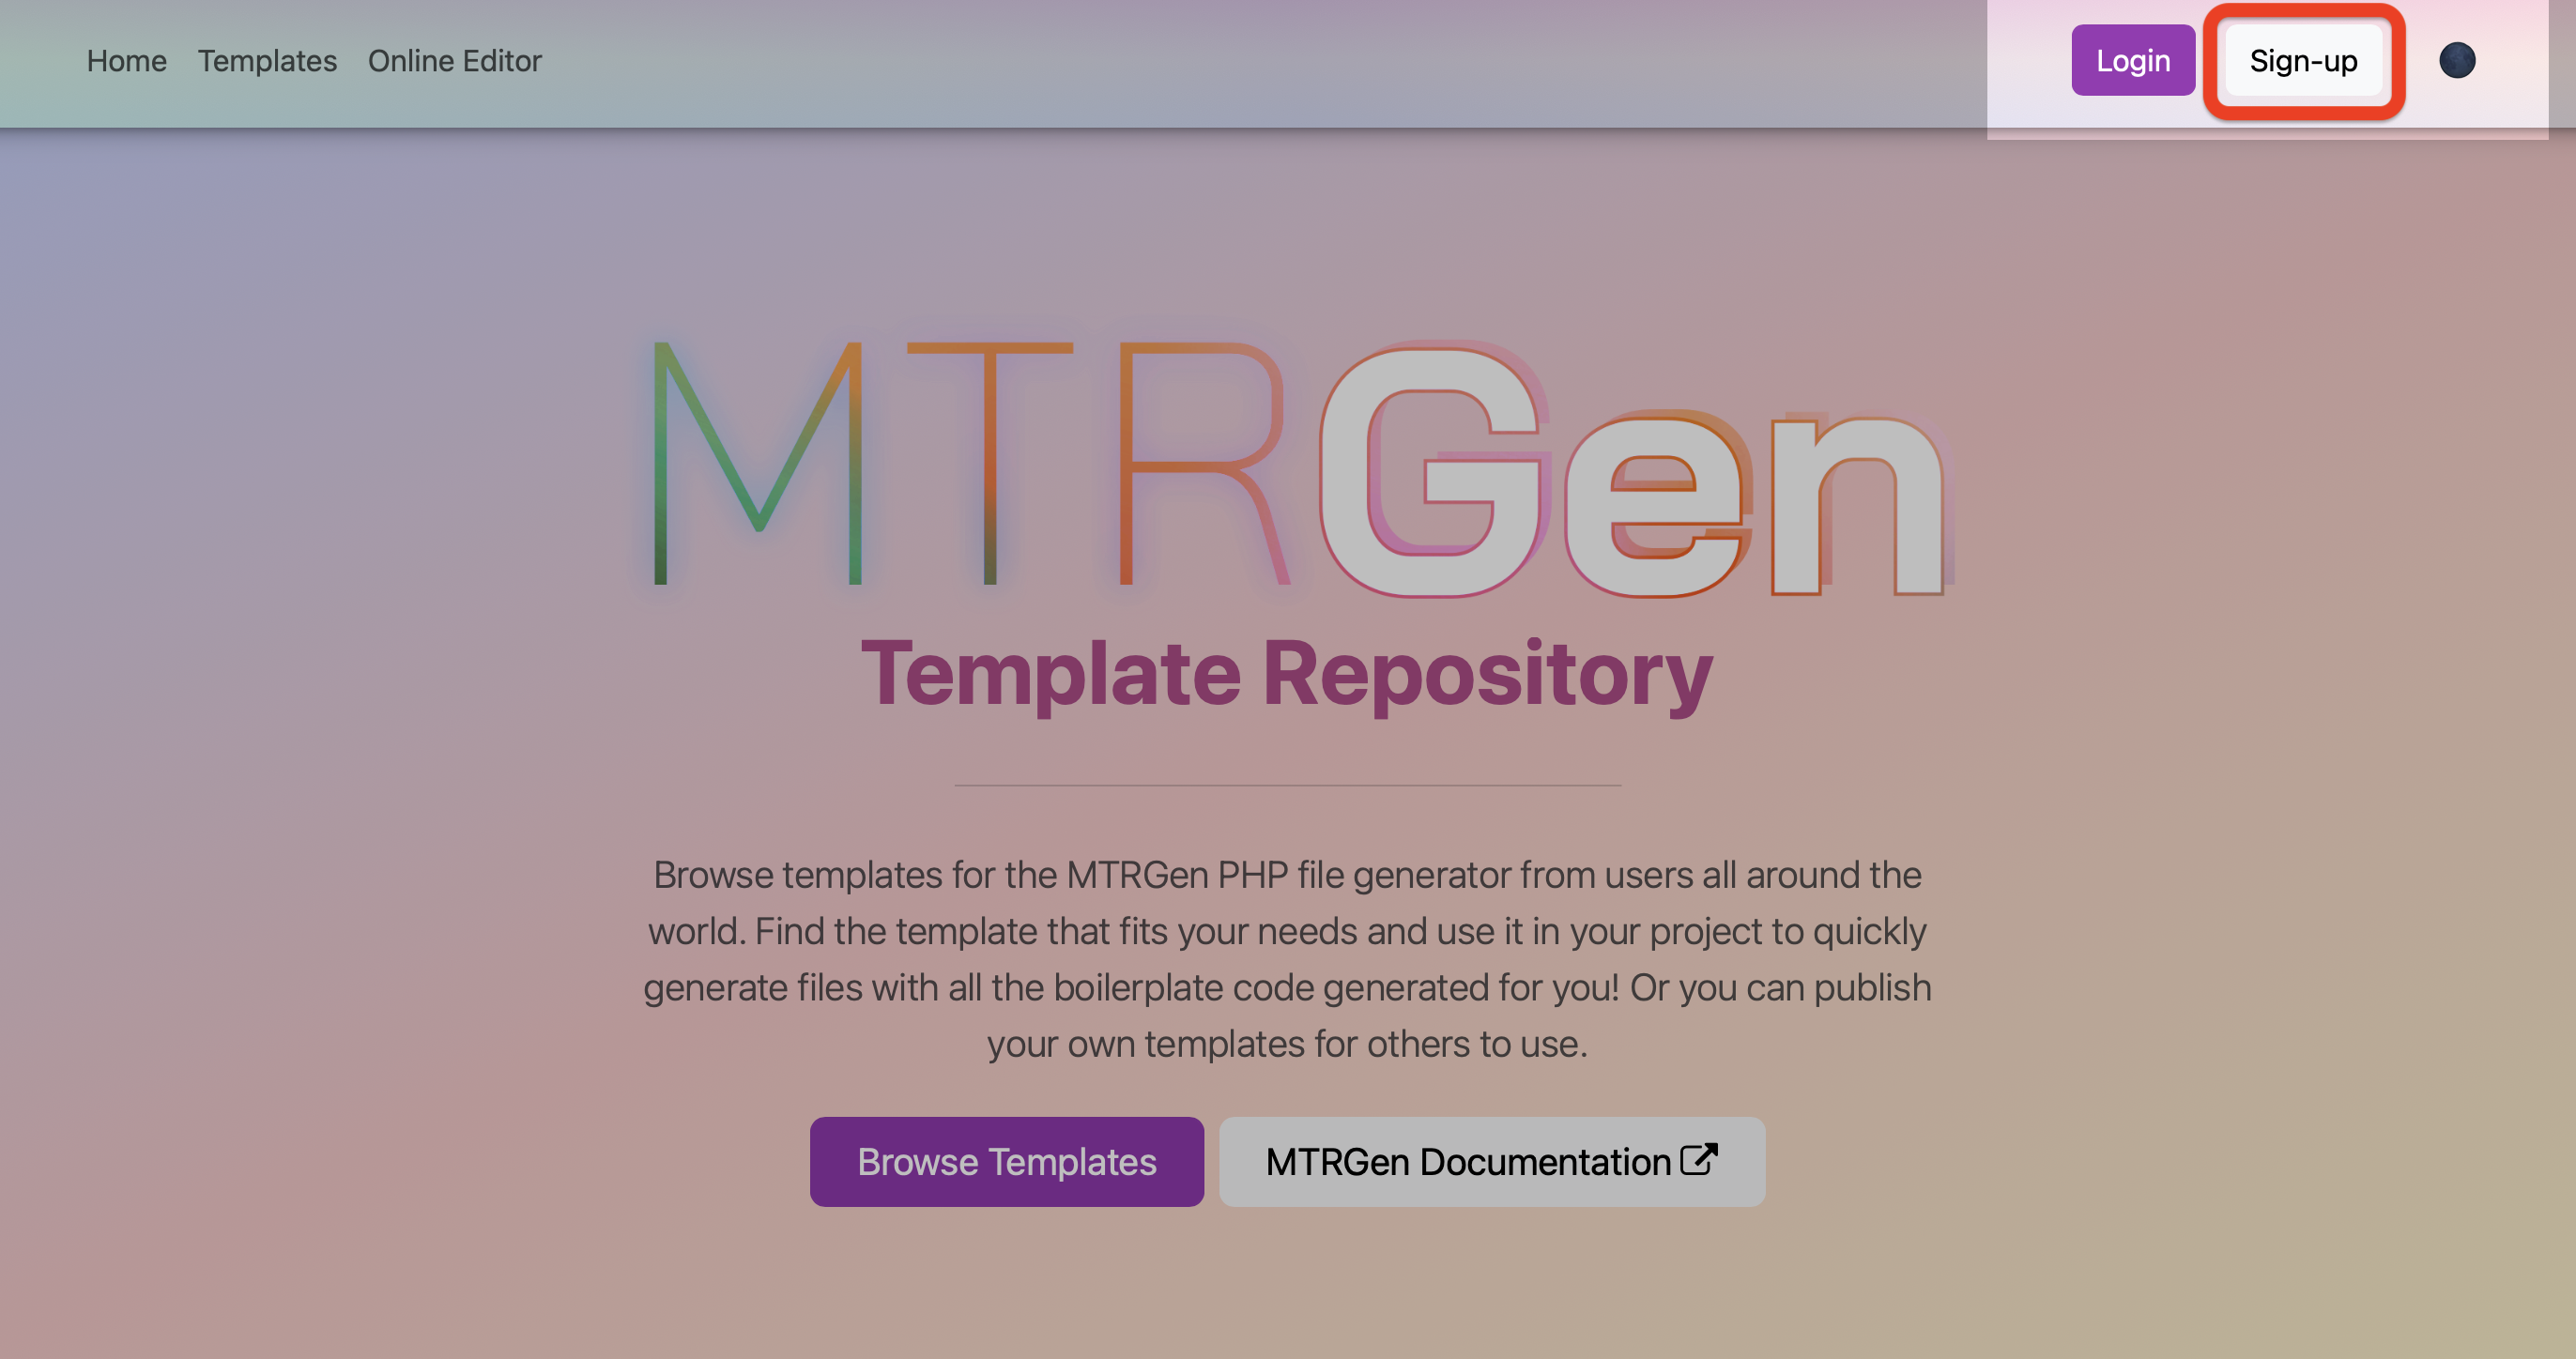 Home Templates Online Editor Login Sign-up
MTRGen
Template Repository
Browse templates for the MTRGen PHP file generator from users all around the
world. Find the template that fits your needs and use it in your project to quickly
generate files with all the boilerplate code generated for you! Or you can publish
your own templates for others to use.
Browse Templates MTRGen Documentation